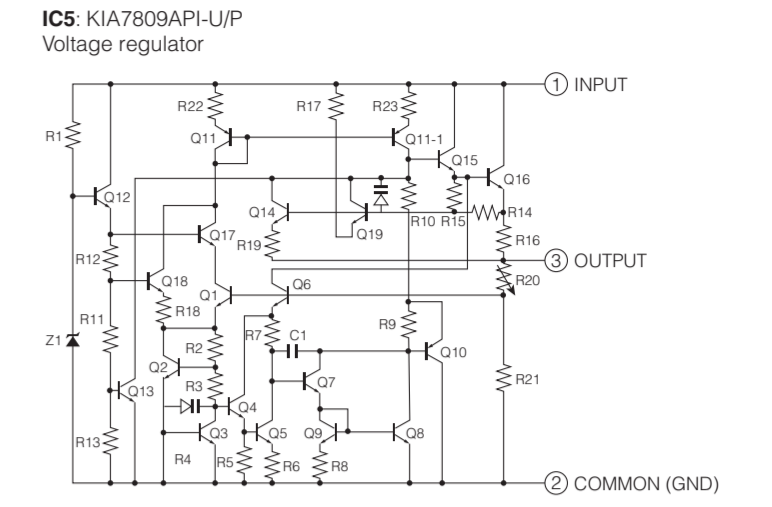 IC5: KIA7809API-U/P
Voltage regulator
1 INPUT
R22 R17 R23
R1 Q11 Q11-1
Q15
Q12 Q16
Q14 R10 R15 R14
Q17 Q19
R19 R16
R12 3 OUTPUT
Q18 Q6 R20
Q1
R18
R11 R9
Z1 R2 R7 C1 Q10
Q2
R3 Q7 R21
Q13 Q4
Q3 Q5 Q9 Q8
R13
R4 R5 R6 R8
2 COMMON (GND)